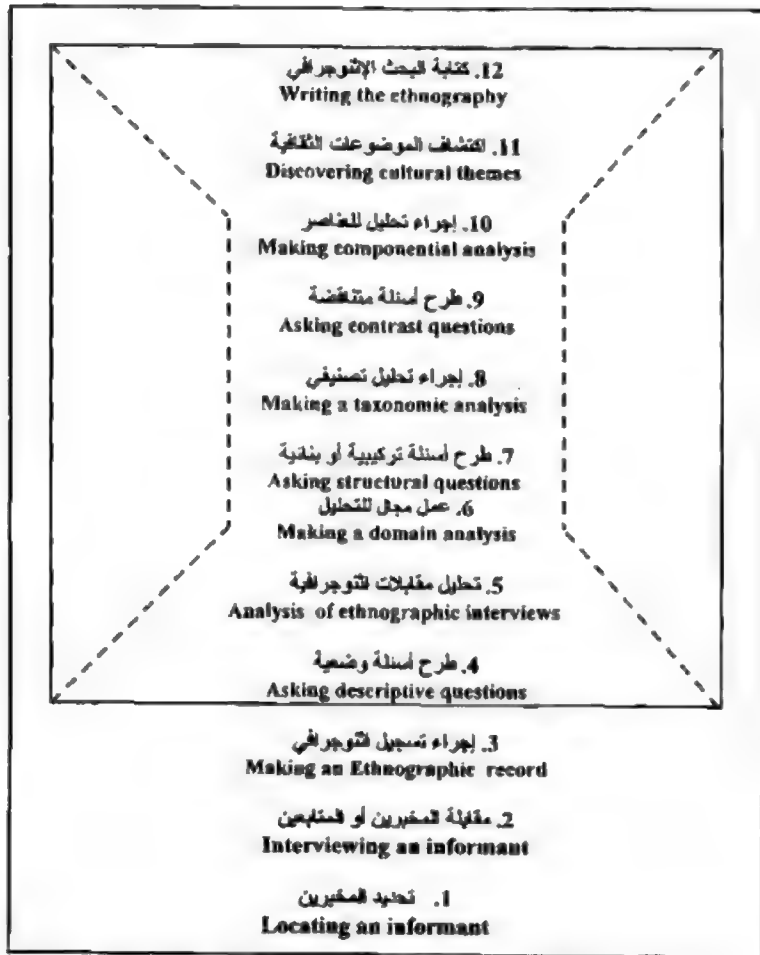 12. كتابة البحث الإثنوجرافي
Writing the ethnography
11. اكتشاف الموضوعات الثقافية
Discovering cultural themes
10. إجراء تحليل للعناصر
Making componential analysis
9. طرح أسئلة متناقضة
Asking contrast questions
8. إجراء تحليل تصنيفي
Making a taxonomic analysis
7. طرح أسئلة تركيبية أو بنائية
Asking structural questions
6. عمل مجال للتحليل
Making a domain analysis
5. تحليل مقابلات اثنوجرافية
Analysis of ethnographic interviews
4. طرح أسئلة وضعية
Asking descriptive questions
3. إجراء تسجيل اثنوجرافي
Making an Ethnographic record
2. مقابلة المخبرين أو المتابعين
Interviewing an informant
1. تحديد المخبرين
Locating an informant